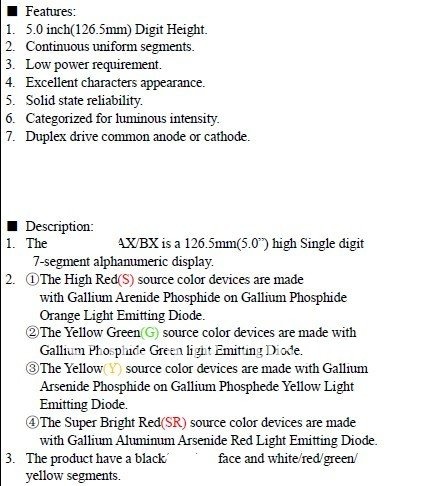 ■ Features:
1. 5.0 inch(126.5mm) Digit Height.
2. Continuous uniform segments.
3. Low power requirement.
4. Excellent characters appearance.
5. Solid state reliability.
6. Categorized for luminous intensity.
7. Duplex drive common anode or cathode.
■ Description:
1. The AX/BX is a 126.5mm(5.0”) high Single digit
7-segment alphanumeric display.
2. ①The High Red(S) source color devices are made
with Gallium Arenide Phosphide on Gallium Phosphide
Orange Light Emitting Diode.
②The Yellow Green(G) source color devices are made with
Gallium Phosphide Green light Emitting Diode.
③The Yellow(Y) source color devices are made with Gallium
Arsenide Phosphide on Gallium Phosphede Yellow Light
Emitting Diode.
④The Super Bright Red(SR) source color devices are made
with Gallium Aluminum Arsenide Red Light Emitting Diode.
3. The product have a black face and white/red/green/
yellow segments.